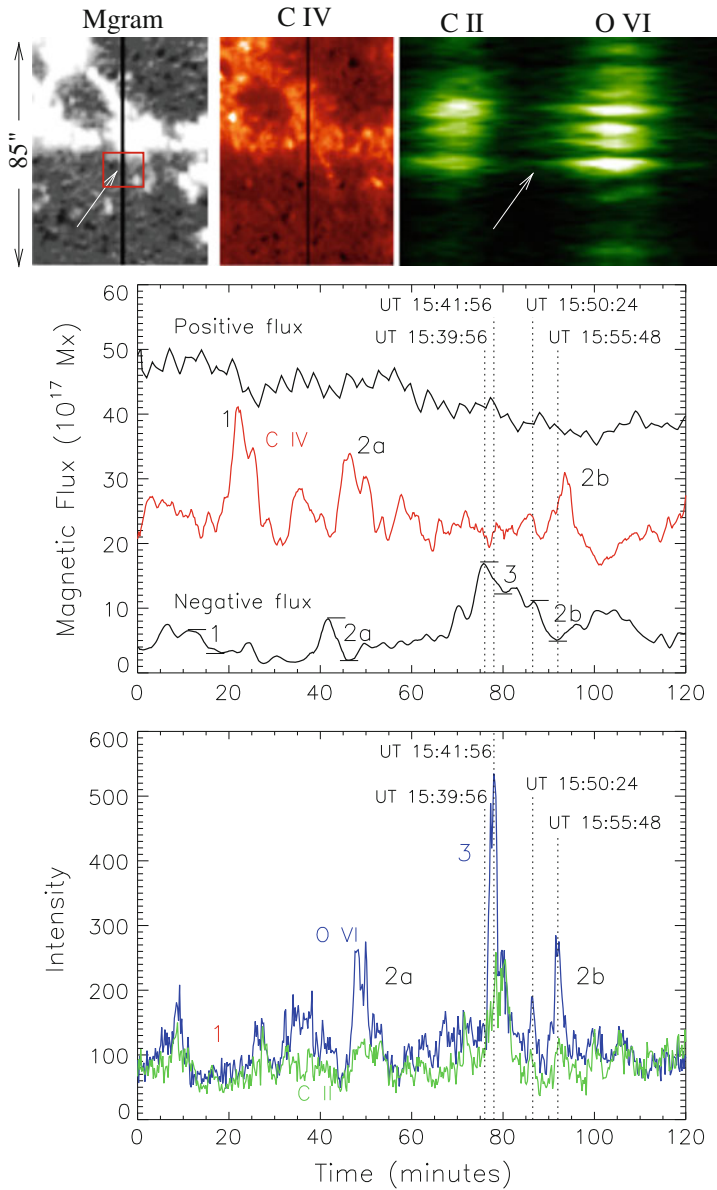 Mgram
C IV
C II
O VI
85"
60
50
40
30
20
10
0
Magnetic Flux (10¹⁷ Mx)
Positive flux
UT 15:41:56
UT 15:50:24
UT 15:39:56
UT 15:55:48
1
C IV
2a
2b
Negative flux
1
2a
3
2b
0
20
40
60
80
100
120
600
500
400
300
200
100
0
Intensity
UT 15:41:56
UT 15:50:24
UT 15:39:56
UT 15:55:48
3
O VI
2a
2b
1
C II
0
20
40
60
80
100
120
Time (minutes)